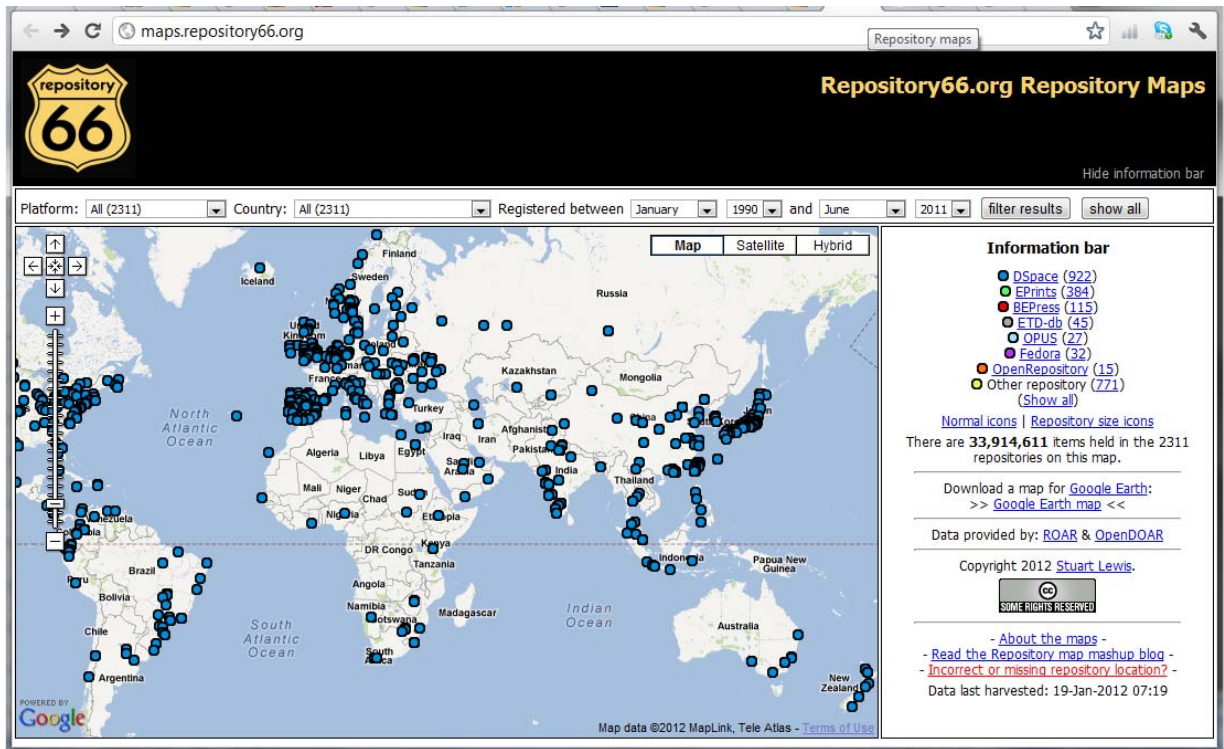 maps.repository66.org
Repository maps
repository
66
Repository66.org Repository Maps
Hide information bar
Platform: All (2311) Country: All (2311) Registered between January 1990 and June 2011 filter results show all
Map Satellite Hybrid
Finland
Iceland
Sweden
Russia
Kazakhstan
Mongolia
North
Atlantic
Ocean
Turkey
Iraq
Iran
Algeria
Libya
Egypt
India
Thailand
Mali
Niger
Chad
DR Congo
Tanzania
Papua New
Guinea
Brazil
Angola
Bolivia
Namibia
Madagascar
Indian
Ocean
Australia
Chile
South
Atlantic
Ocean
Argentina
New
Zealand
POWERED BY
Google
Map data ©2012 MapLink, Tele Atlas - Terms of Use
Information bar
DSpace (922)
EPrints (384)
BEPress (115)
ETD-db (45)
OPUS (27)
Fedora (32)
OpenRepository (15)
Other repository (771)
(Show all)
Normal icons | Repository size icons
There are 33,914,611 items held in the 2311
repositories on this map.
Download a map for Google Earth:
>> Google Earth map <<
Data provided by: ROAR & OpenDOAR
Copyright 2012 Stuart Lewis.
cc
SOME RIGHTS RESERVED
- About the maps -
- Read the Repository map mashup blog -
- Incorrect or missing repository location? -
Data last harvested: 19-Jan-2012 07:19